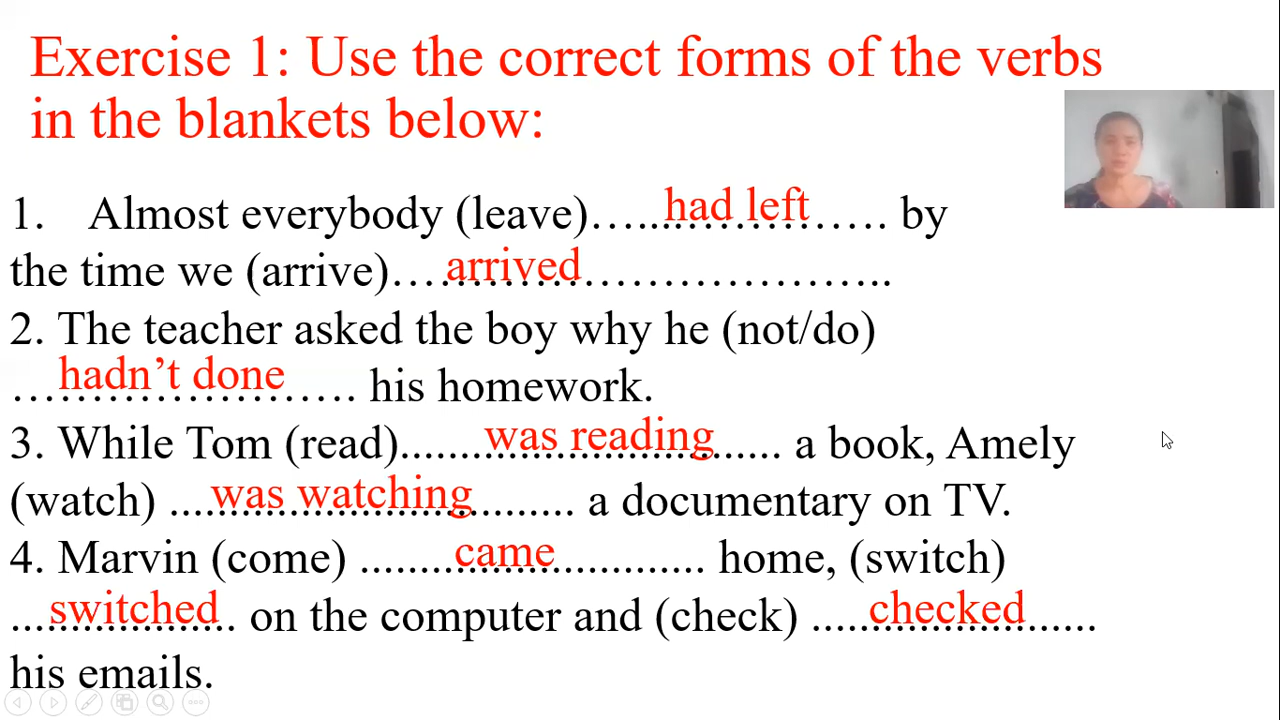 Exercise 1: Use the correct forms of the verbs
in the blankets below:
1. Almost everybody (leave)…..had left………. by
the time we (arrive)….arrived…………………………..
2. The teacher asked the boy why he (not/do)
…hadn’t done…. his homework.
3. While Tom (read).......was reading..... a book, Amely
(watch) ...was watching....... a documentary on TV.
4. Marvin (come) ........came.......... home, (switch)
...switched. on the computer and (check) .....checked.....
his emails.